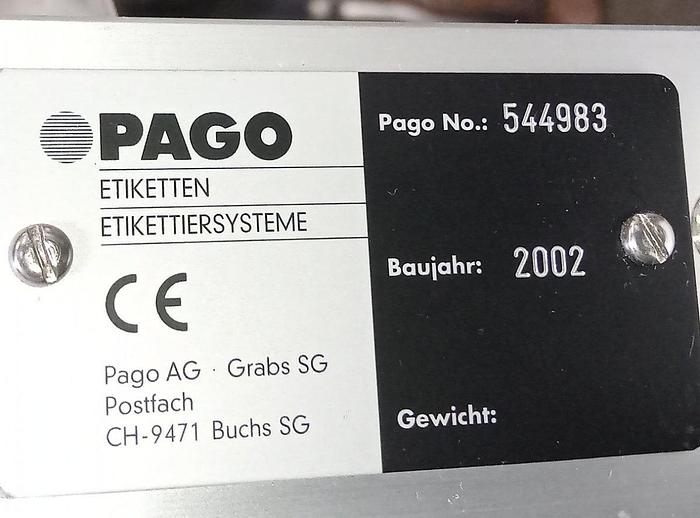 PAGO
ETIKETTEN
ETIKETTIERSYSTEME
CE
Pago AG · Grabs SG
Postfach
CH-9471 Buchs SG
Pago No.: 544983
Baujahr: 2002
Gewicht: